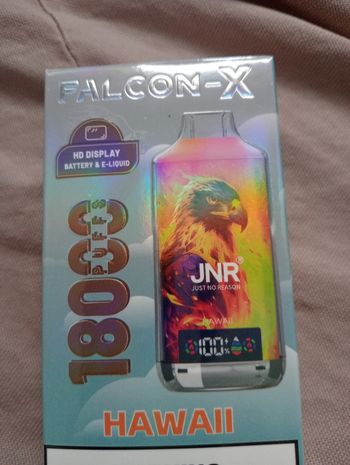 FALCON-X
HD DISPLAY
BATTERY & E-LIQUID
18000
PUFFS
JNR®
JUST NO REASON
HAWAII
100%
HAWAII